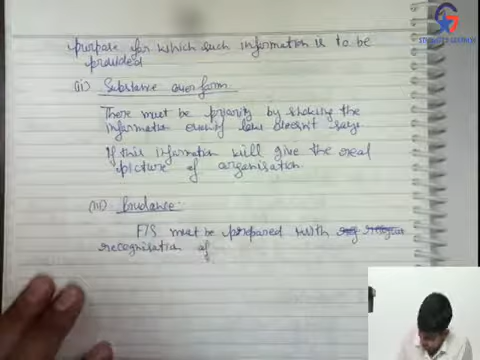 purpose for which such information is to be
provided
(ii) Substance over form
There must be priority by showing the
information even if law doesn't says.
If this information will give the real
picture of organisation.
(iii) Prudence
F/S must be prepared with
recognisation of